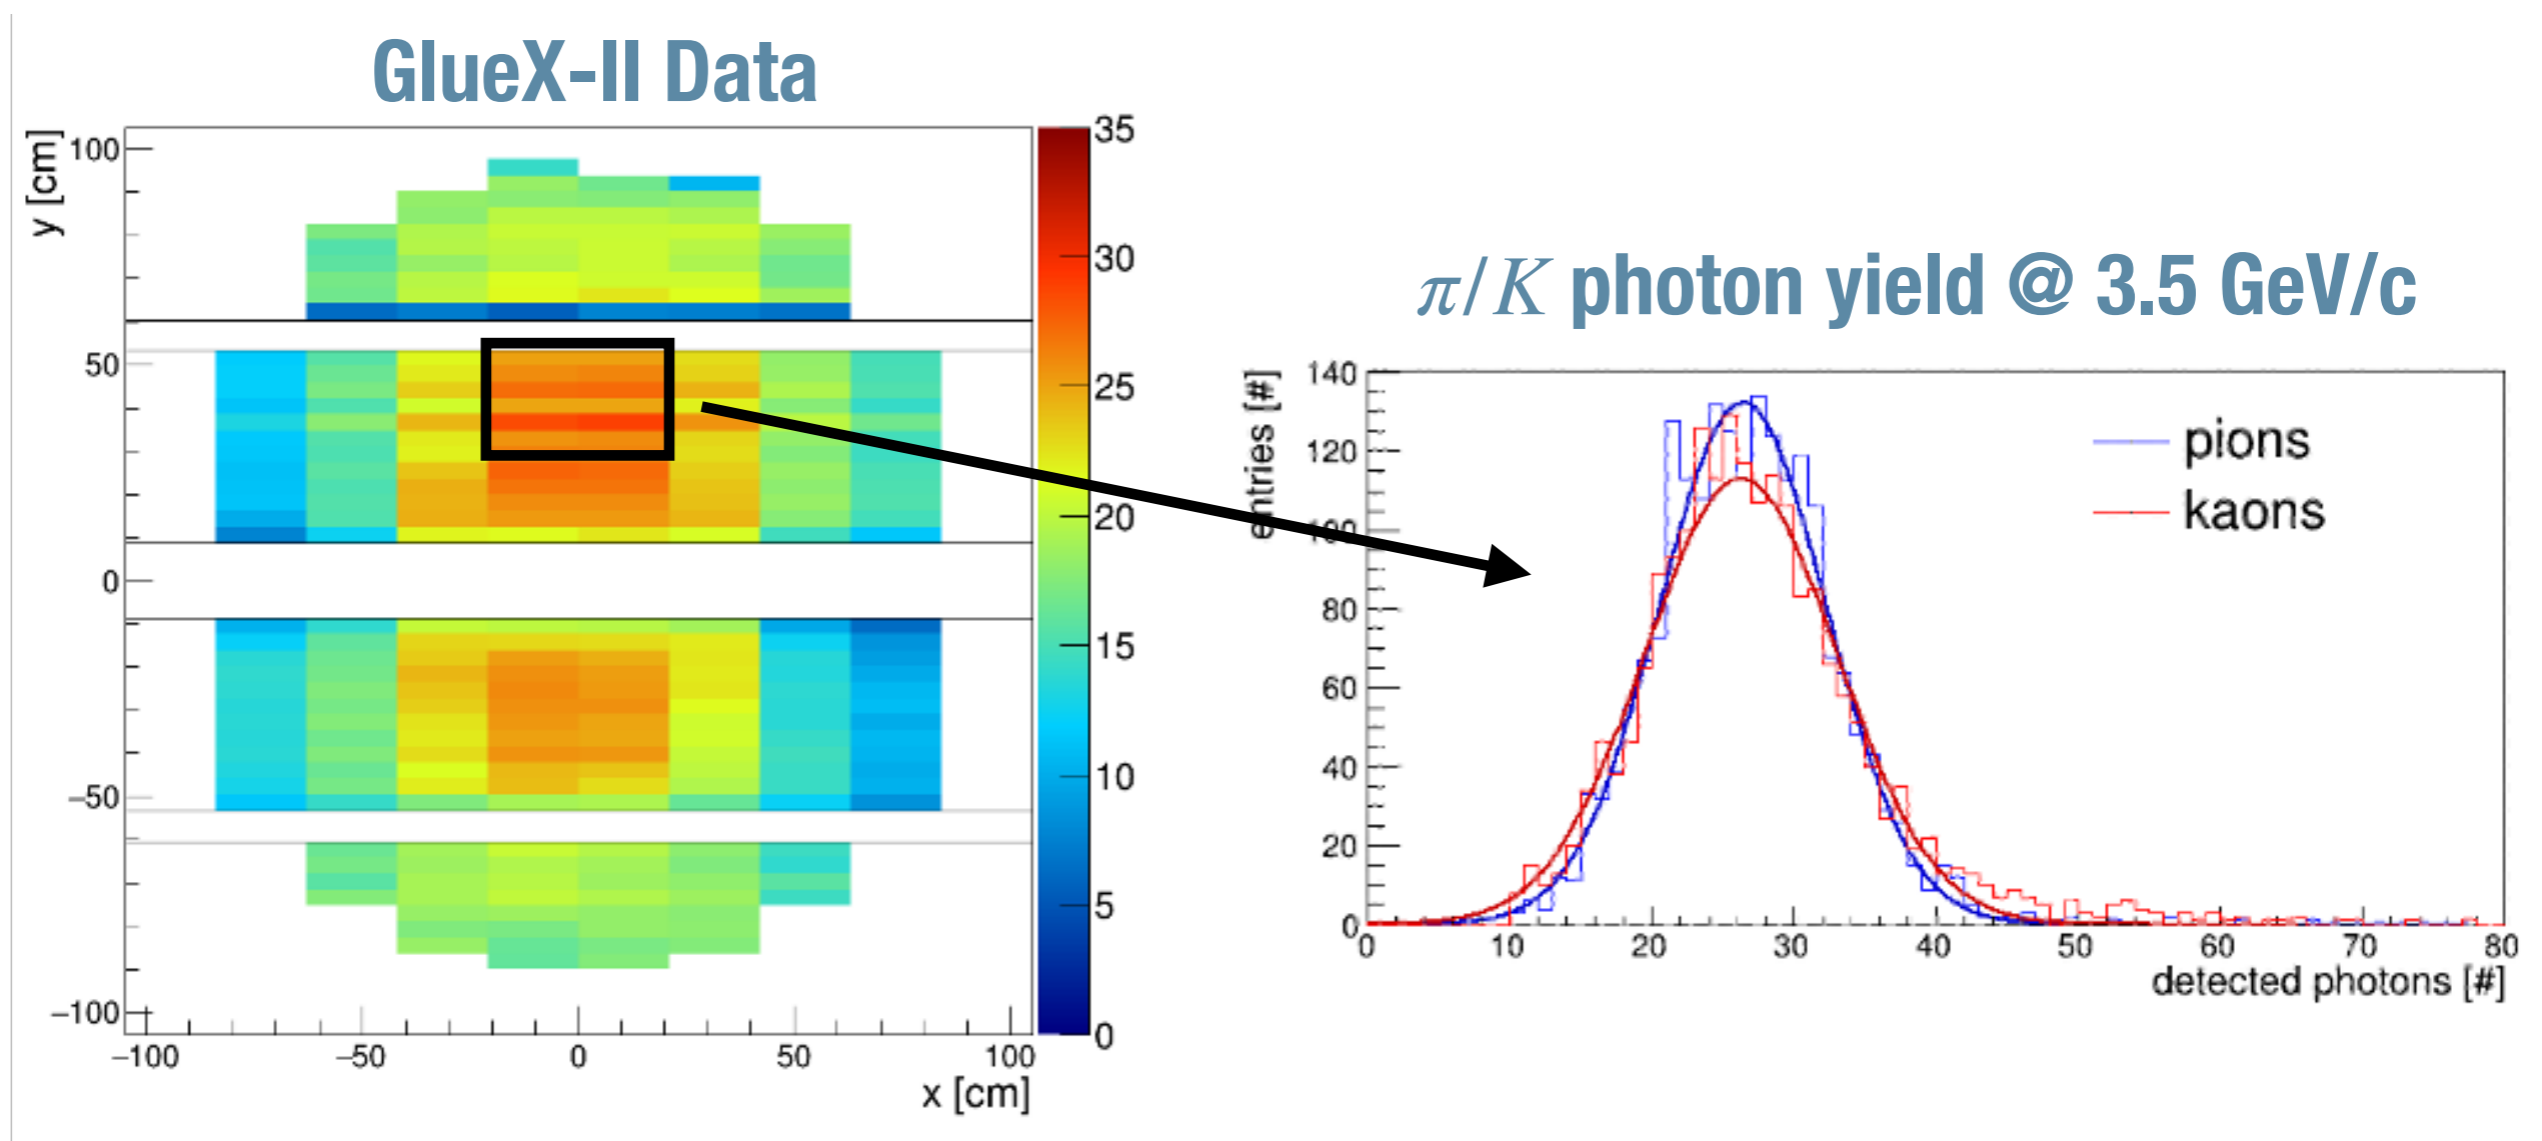 GlueX-II Data
y [cm]
100
50
0
−50
−100
−100
−50
0
50
100
x [cm]
35
30
25
20
15
10
5
0
π/K photon yield @ 3.5 GeV/c
entries [#]
140
120
100
80
60
40
20
0
pions
kaons
0 10 20 30 40 50 60 70 80
detected photons [#]